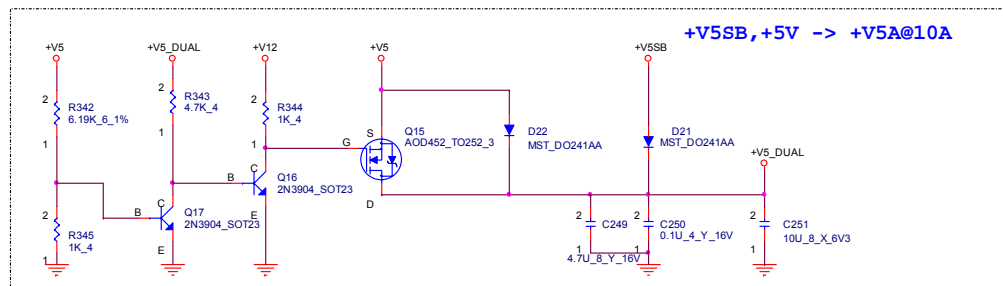 +V5SB,+5V -> +V5A@10A
+V5
+V5_DUAL
+V12
+V5
+V5SB
2
R342
6.19K_6_1%
1
2
R343
4.7K_4
1
2
R344
1K_4
1
G
S
Q15
AOD452_TO252_3
D
D22
MST_DO241AA
D21
MST_DO241AA
+V5_DUAL
B
C
Q16
2N3904_SOT23
E
B
C
Q17
2N3904_SOT23
E
2
R345
1K_4
1
2
C249
1
4.7U_8_Y_16V
2
C250
0.1U_4_Y_16V
1
2
C251
10U_8_X_6V3
1